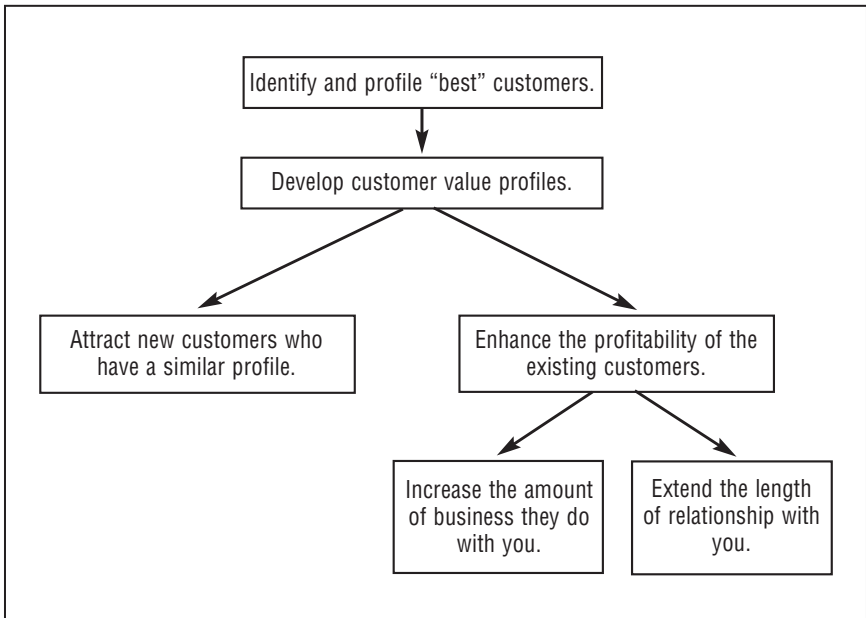 Identify and profile “best” customers.
Develop customer value profiles.
Attract new customers who
have a similar profile.
Enhance the profitability of the
existing customers.
Increase the amount
of business they do
with you.
Extend the length
of relationship with
you.